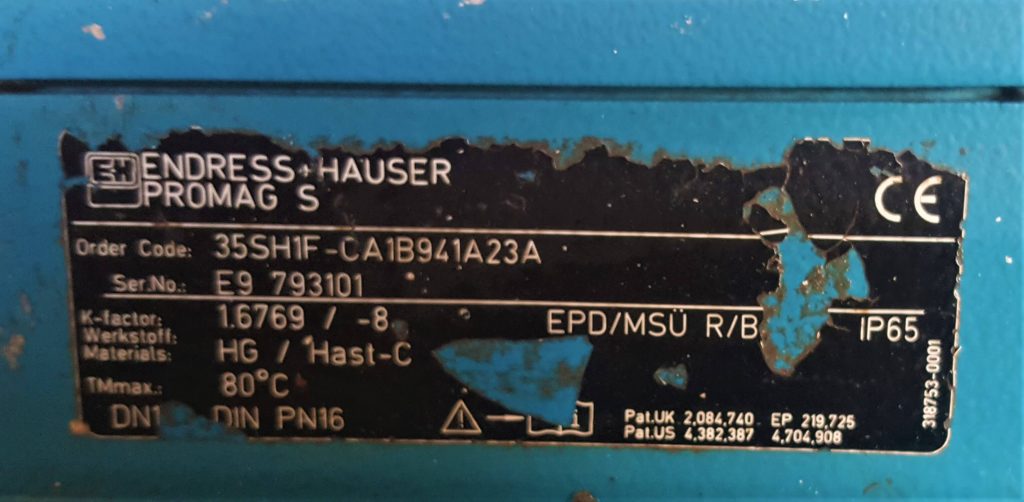 EH ENDRESS+HAUSER
PROMAG S
CE
Order Code: 35SH1F-CA1B941A23A
Ser.No.: E9 793101
K-factor: 1.6769 / -8
EPD/MSÜ R/B
IP65
Werkstoff:
Materials: HG / Hast-C
TMmax.: 80°C
DIN PN16
Pat.UK 2,084,740 EP 219,725
Pat.US 4,382,387 4,704,908
318753-0001